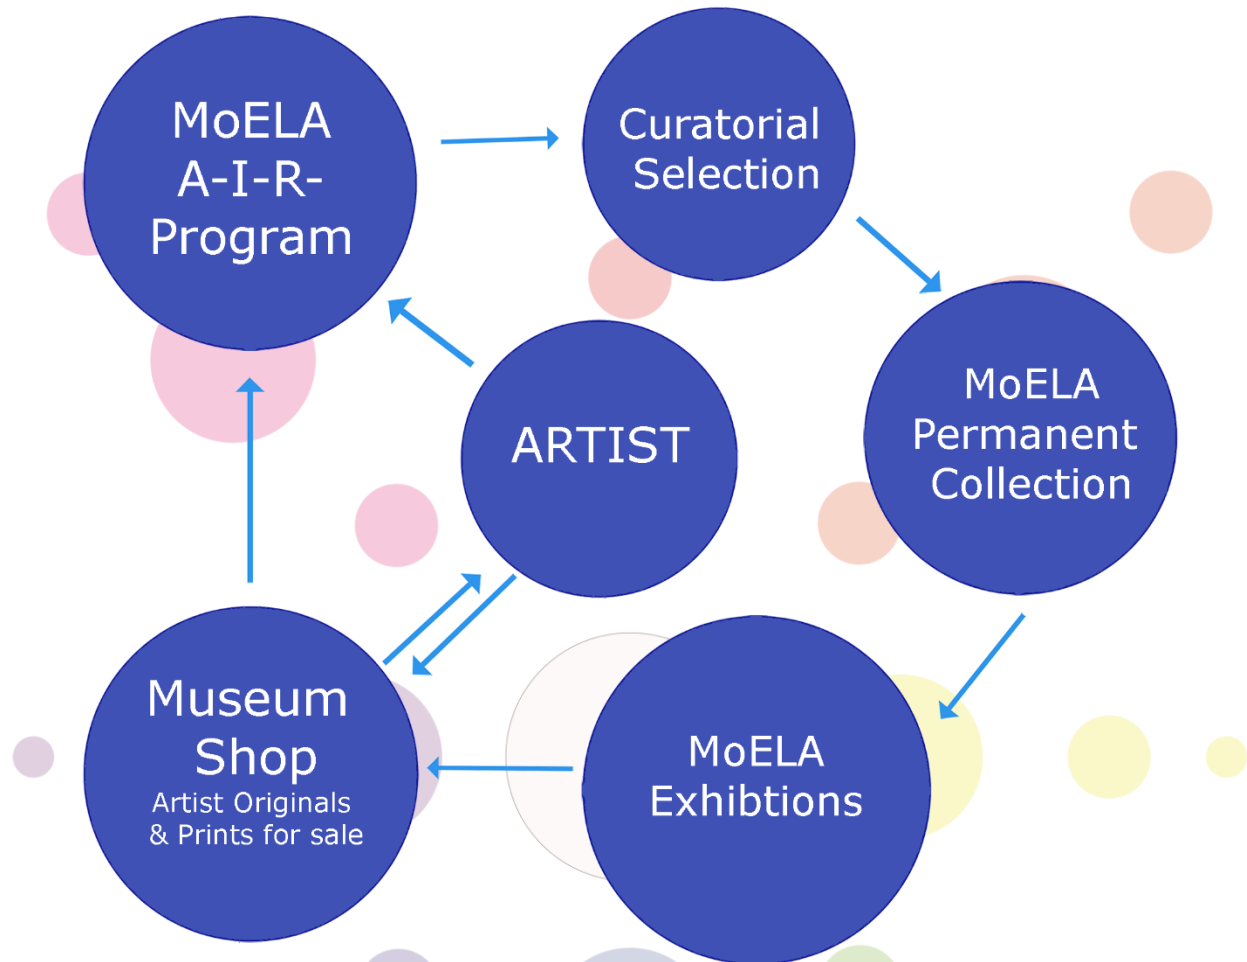 MoELA
A-I-R-
Program
Curatorial
Selection
MoELA
Permanent
Collection
ARTIST
Museum
Shop
Artist Originals
& Prints for sale
MoELA
Exhibtions